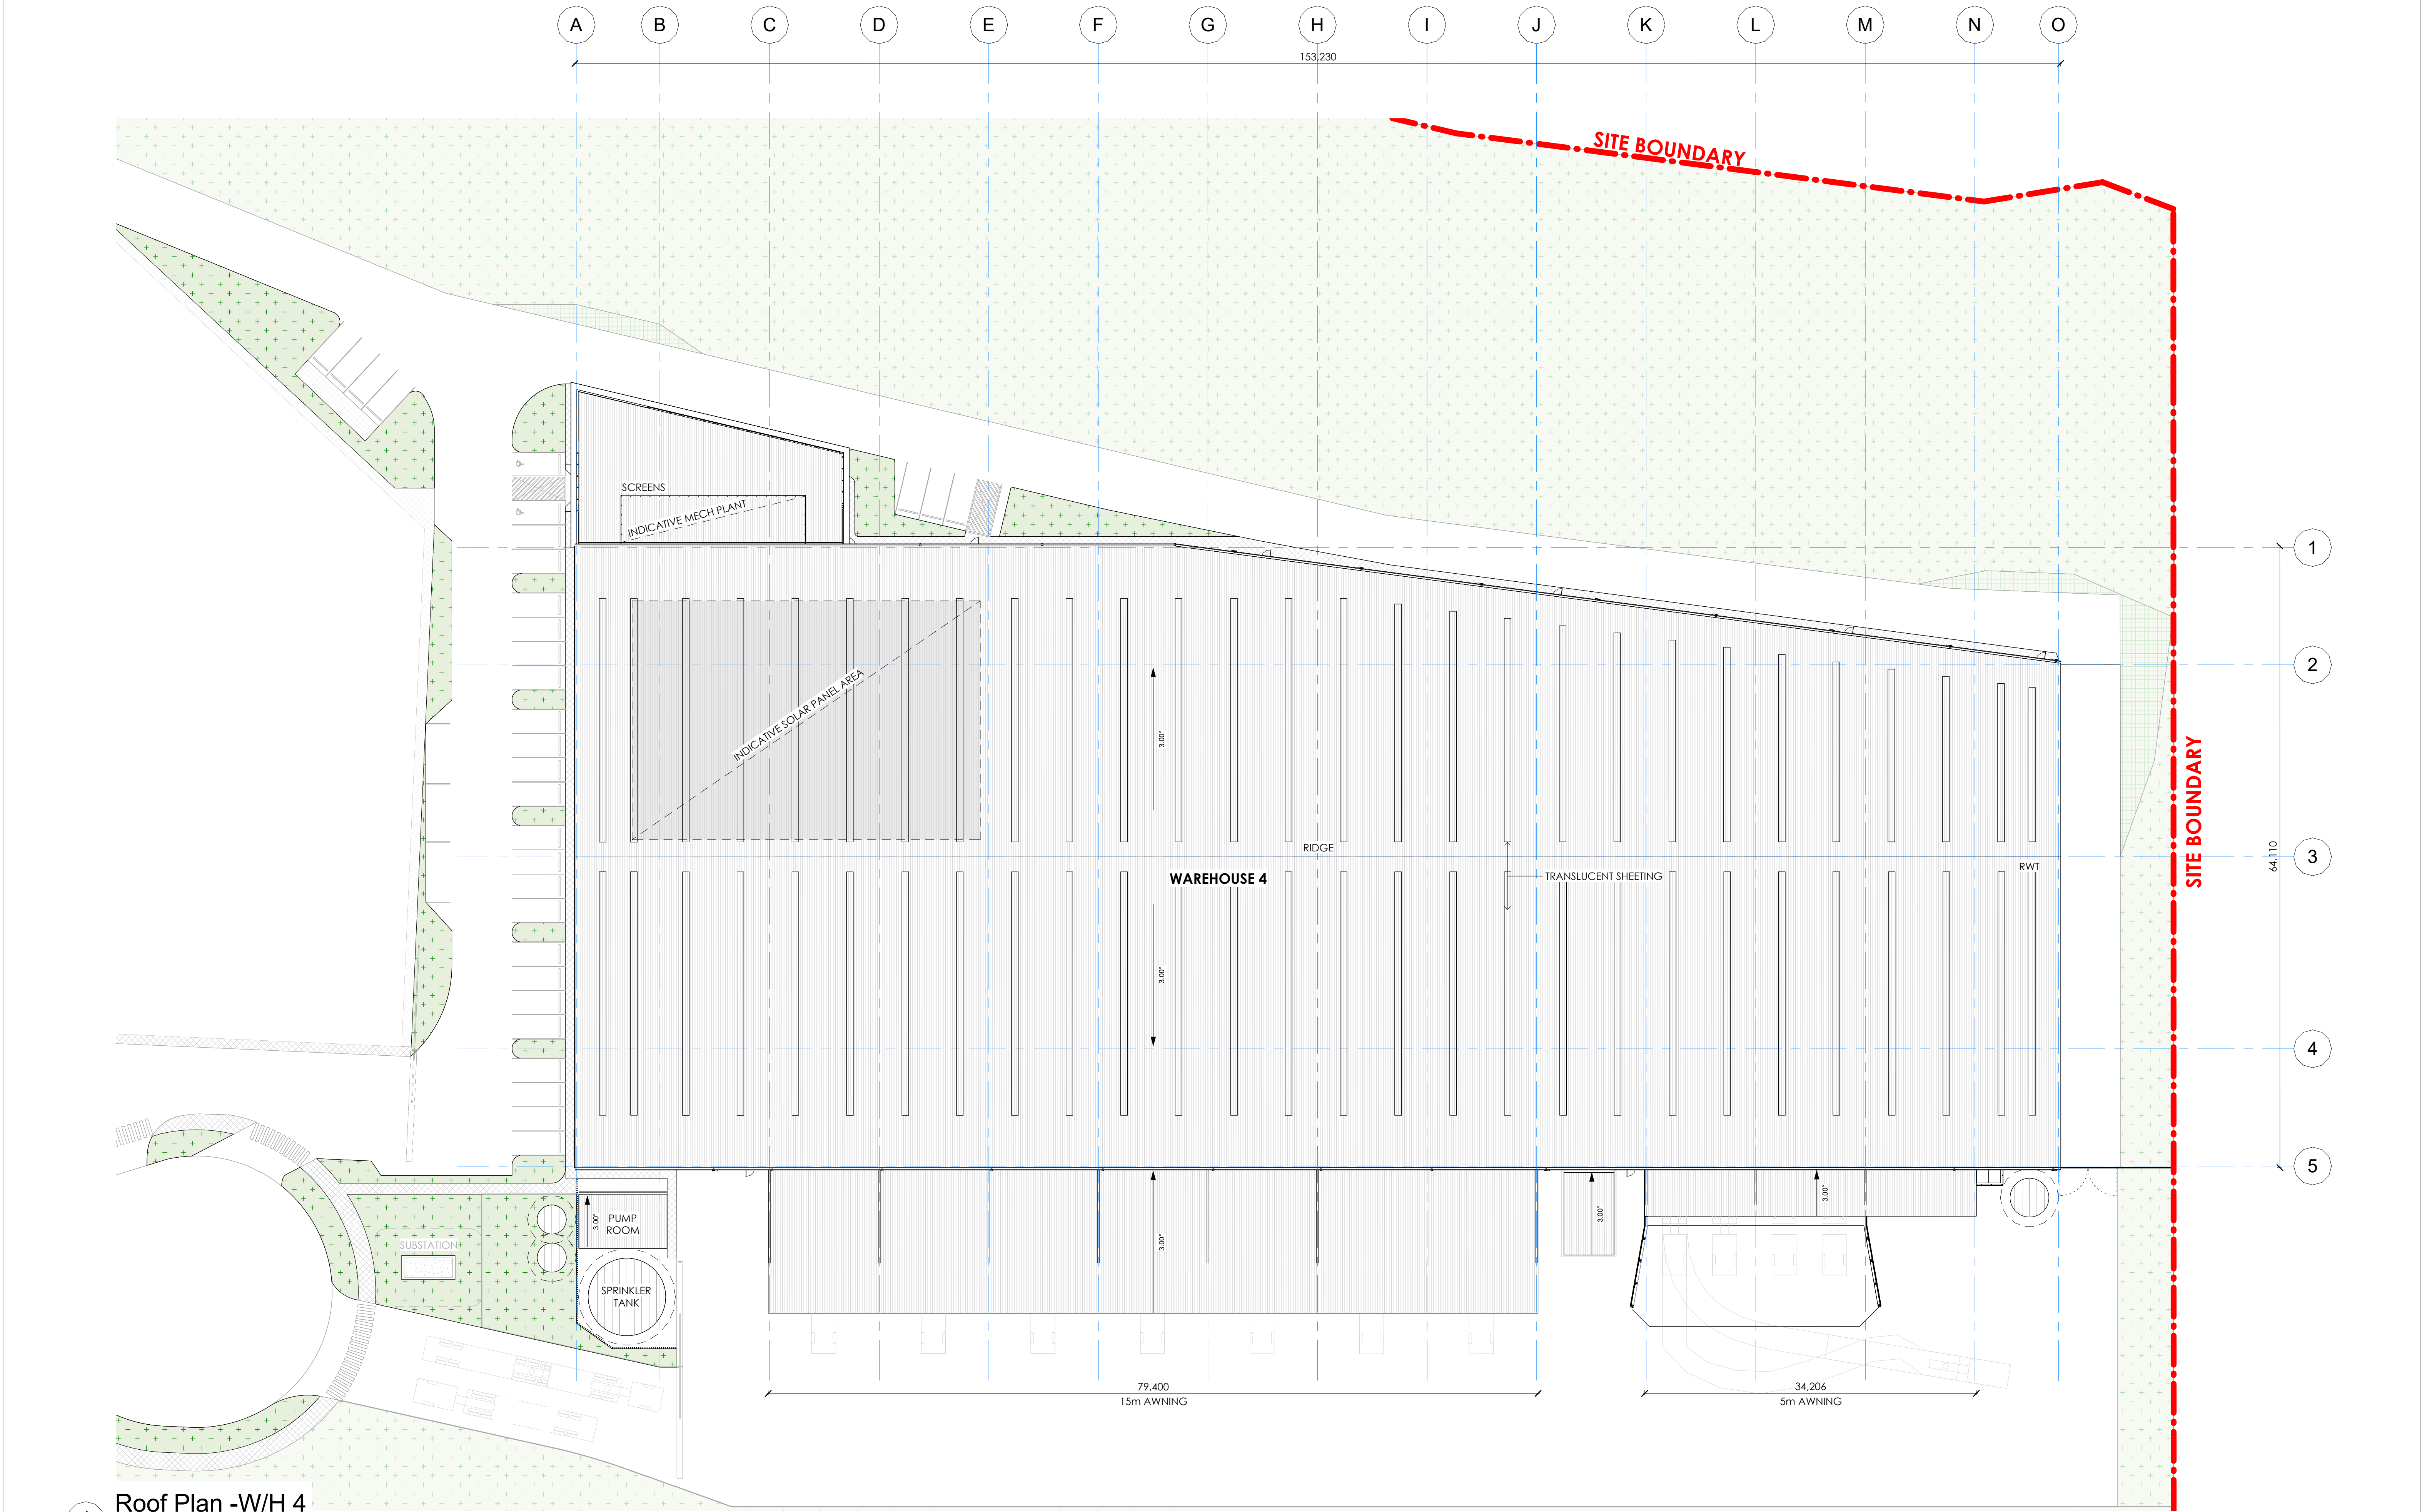 A B C D E F G H I J K L M N O
153,230
SITE BOUNDARY
SCREENS
INDICATIVE MECH PLANT
1
2
INDICATIVE SOLAR PANEL AREA
3.00°
SITE BOUNDARY
RIDGE
3
64,110
WAREHOUSE 4
TRANSLUCENT SHEETING
RWT
3.00°
4
5
3.00°
PUMP
ROOM
3.00°
3.00°
3.00°
SUBSTATION
SPRINKLER
TANK
79,400
15m AWNING
34,206
5m AWNING
Roof Plan -W/H 4